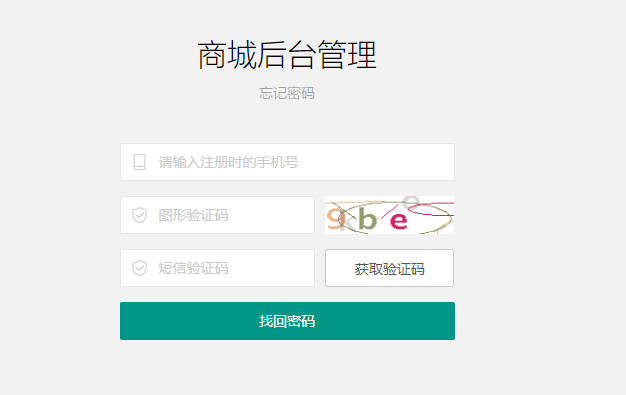 商城后台管理
忘记密码
请输入注册时的手机号
图形验证码
短信验证码
获取验证码
找回密码